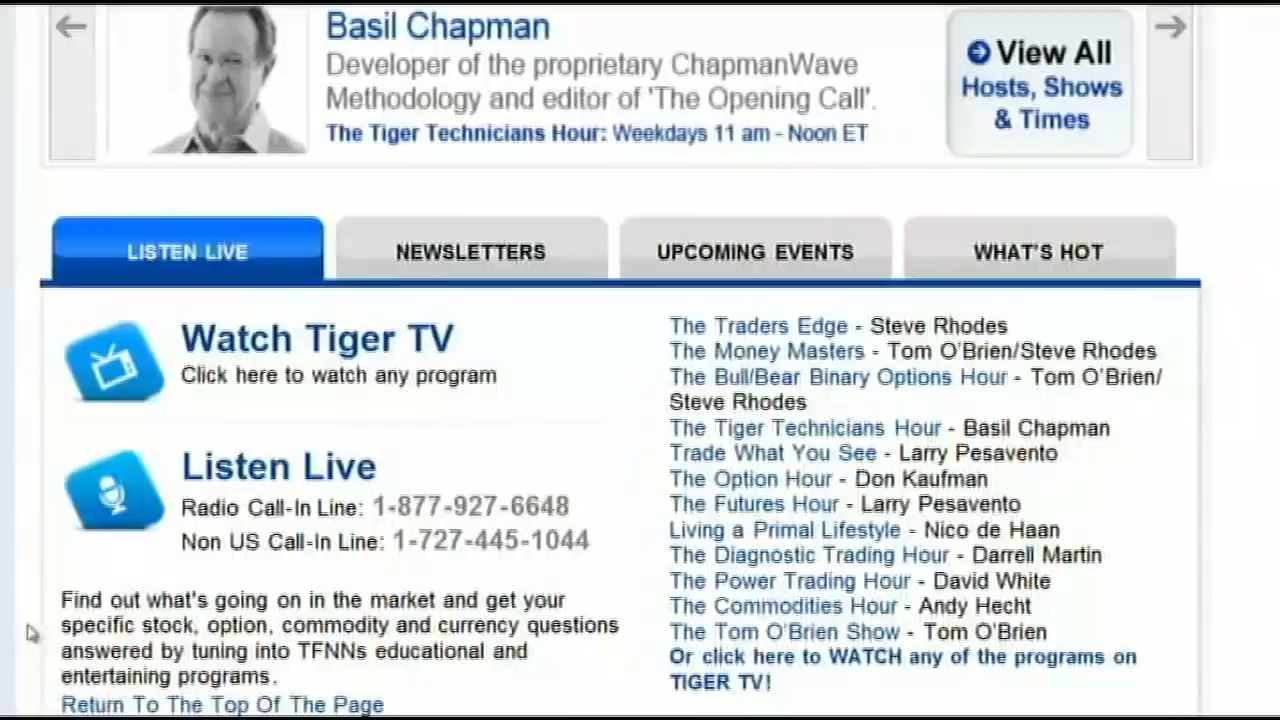 Basil Chapman
Developer of the proprietary ChapmanWave
Methodology and editor of 'The Opening Call'.
The Tiger Technicians Hour: Weekdays 11 am - Noon ET
View All
Hosts, Shows
& Times
LISTEN LIVE
NEWSLETTERS
UPCOMING EVENTS
WHAT'S HOT
Watch Tiger TV
Click here to watch any program
Listen Live
Radio Call-In Line: 1-877-927-6648
Non US Call-In Line: 1-727-445-1044
Find out what's going on in the market and get your
specific stock, option, commodity and currency questions
answered by tuning into TFNNs educational and
entertaining programs.
Return To The Top Of The Page
The Traders Edge - Steve Rhodes
The Money Masters - Tom O'Brien/Steve Rhodes
The Bull/Bear Binary Options Hour - Tom O'Brien/
Steve Rhodes
The Tiger Technicians Hour - Basil Chapman
Trade What You See - Larry Pesavento
The Option Hour - Don Kaufman
The Futures Hour - Larry Pesavento
Living a Primal Lifestyle - Nico de Haan
The Diagnostic Trading Hour - Darrell Martin
The Power Trading Hour - David White
The Commodities Hour - Andy Hecht
The Tom O'Brien Show - Tom O'Brien
Or click here to WATCH any of the programs on
TIGER TV!